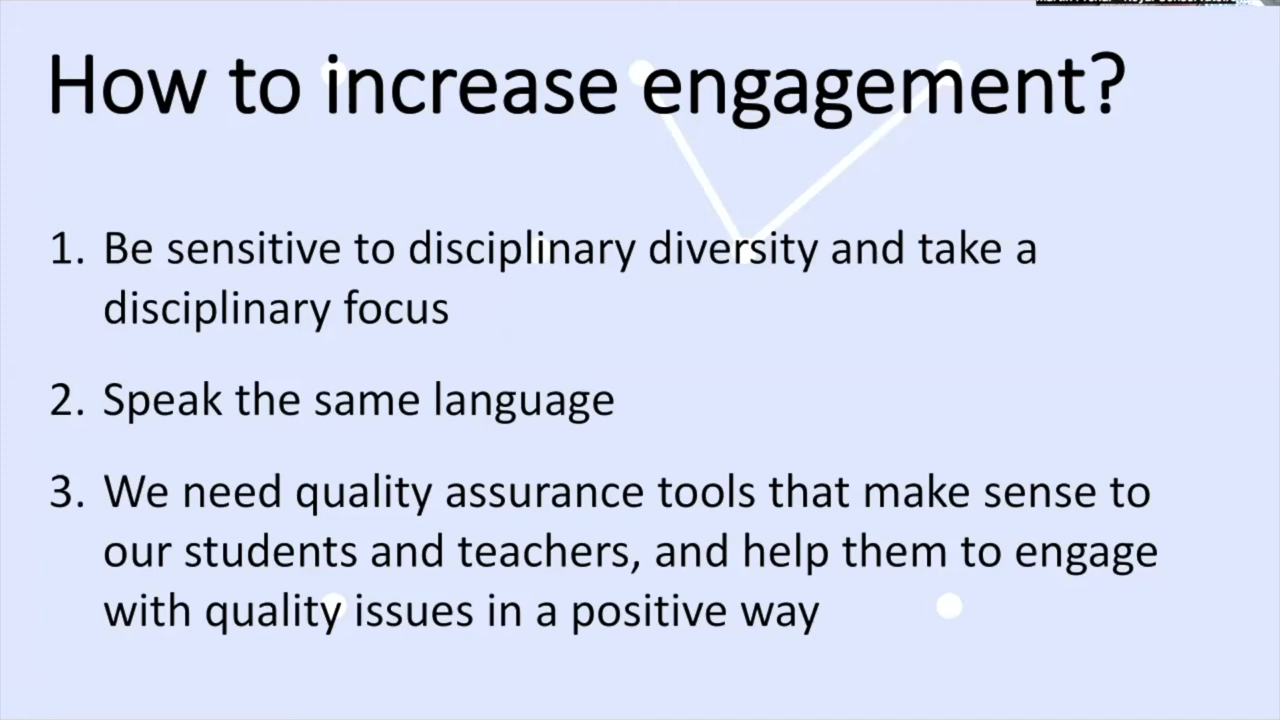 How to increase engagement?
1. Be sensitive to disciplinary diversity and take a
disciplinary focus
2. Speak the same language
3. We need quality assurance tools that make sense to
our students and teachers, and help them to engage
with quality issues in a positive way